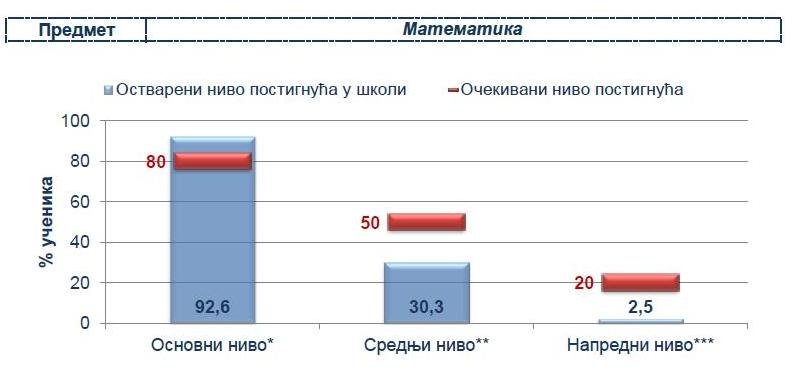 Предмет Математика
Остварени ниво постигнућа у школи Очекивани ниво постигнућа
% ученика
100
80
60
40
20
0
80
50
20
92,6 30,3 2,5
Основни ниво* Средњи ниво** Напредни ниво***